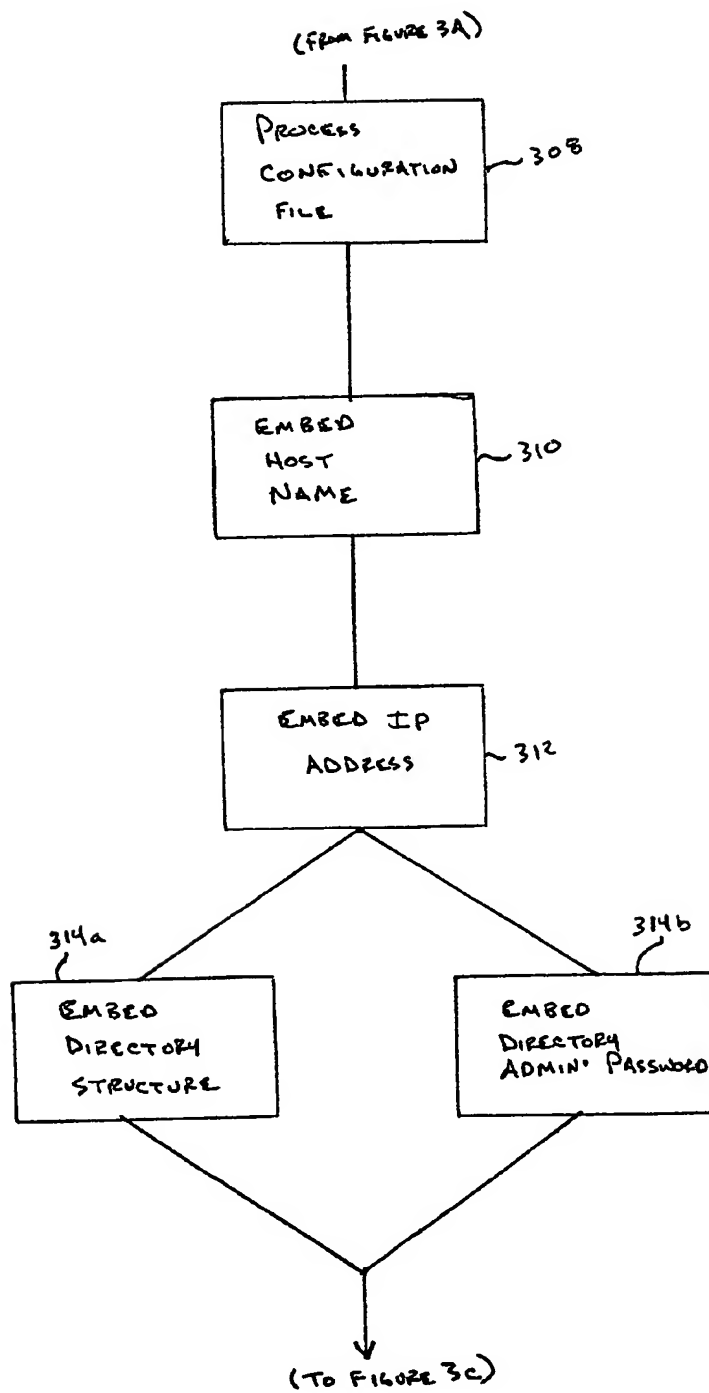 (FROM FIGURE 3A)
PROCESS
CONFIGURATION
FILE
308
EMBED
HOST
NAME
310
EMBED IP
ADDRESS
312
314a
314b
EMBED
DIRECTORY
STRUCTURE
EMBED
DIRECTORY
ADMIN. PASSWORD
(TO FIGURE 3C)